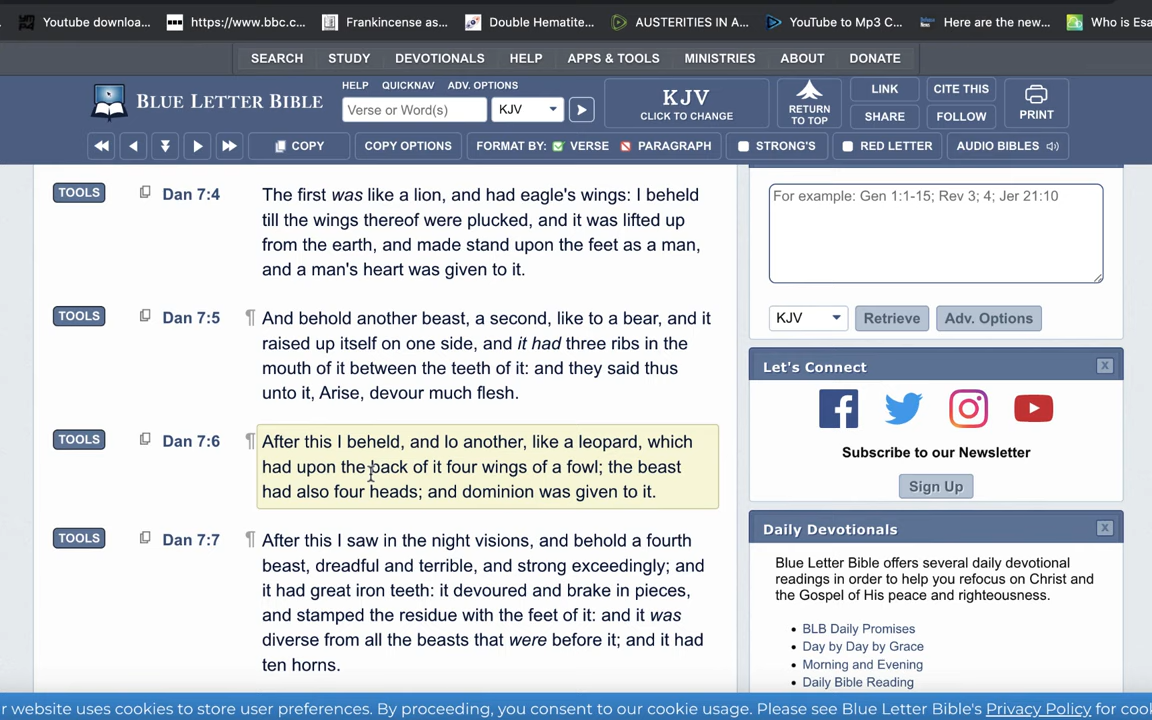 Youtube downloa...
https://www.bbc.c...
Frankincense as...
Double Hematite...
AUSTERITIES IN A...
YouTube to Mp3 C...
Here are the new...
Who is Esa
SEARCH STUDY DEVOTIONALS HELP APPS & TOOLS MINISTRIES ABOUT DONATE
BLUE LETTER BIBLE
HELP QUICKNAV ADV. OPTIONS
Verse or Word(s) KJV
KJV
CLICK TO CHANGE
RETURN
TO TOP
LINK
CITE THIS
SHARE
FOLLOW
PRINT
COPY COPY OPTIONS FORMAT BY: VERSE PARAGRAPH STRONG'S RED LETTER AUDIO BIBLES
TOOLS Dan 7:4 The first was like a lion, and had eagle's wings: I beheld
till the wings thereof were plucked, and it was lifted up
from the earth, and made stand upon the feet as a man,
and a man's heart was given to it.
TOOLS Dan 7:5 ¶ And behold another beast, a second, like to a bear, and it
raised up itself on one side, and it had three ribs in the
mouth of it between the teeth of it: and they said thus
unto it, Arise, devour much flesh.
TOOLS Dan 7:6 ¶ After this I beheld, and lo another, like a leopard, which
had upon the back of it four wings of a fowl; the beast
had also four heads; and dominion was given to it.
TOOLS Dan 7:7 ¶ After this I saw in the night visions, and behold a fourth
beast, dreadful and terrible, and strong exceedingly; and
it had great iron teeth: it devoured and brake in pieces,
and stamped the residue with the feet of it: and it was
diverse from all the beasts that were before it; and it had
ten horns.
For example: Gen 1:1-15; Rev 3; 4; Jer 21:10
KJV Retrieve Adv. Options
Let's Connect X
Subscribe to our Newsletter
Sign Up
Daily Devotionals X
Blue Letter Bible offers several daily devotional
readings in order to help you refocus on Christ and
the Gospel of His peace and righteousness.
• BLB Daily Promises
• Day by Day by Grace
• Morning and Evening
• Daily Bible Reading
r website uses cookies to store user preferences. By proceeding, you consent to our cookie usage. Please see Blue Letter Bible's Privacy Policy for cook